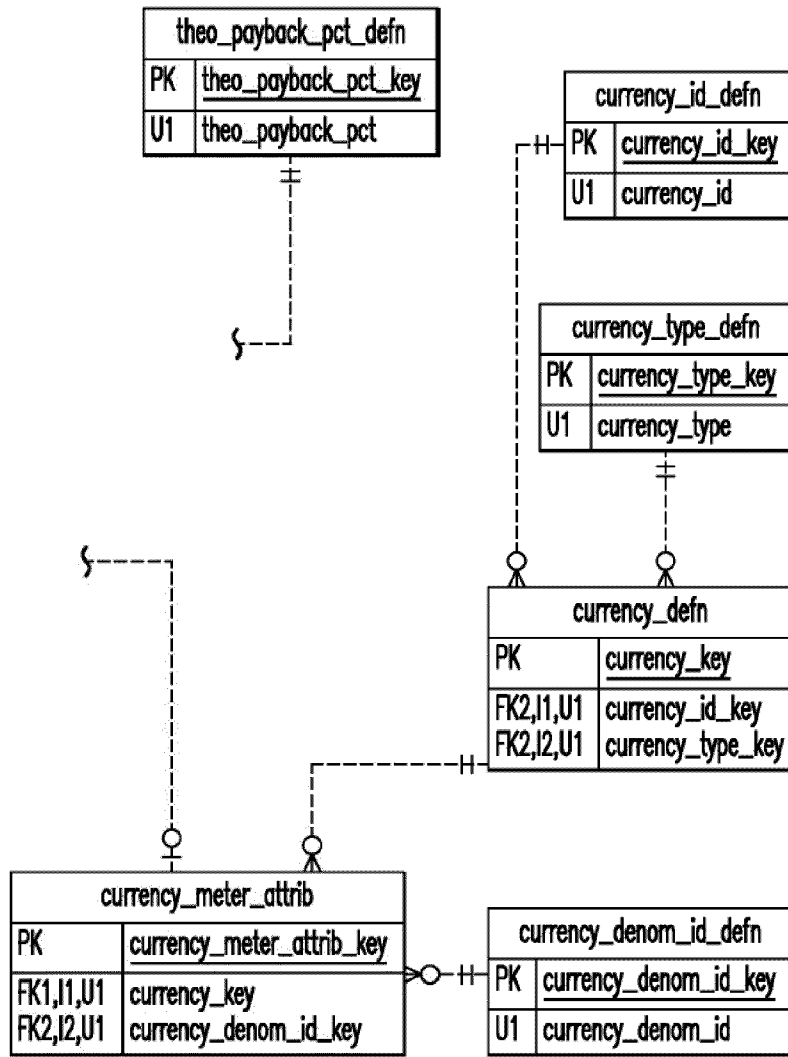 theo_payback_pct_defn
PK theo_payback_pct_key
U1 theo_payback_pct
currency_id_defn
PK currency_id_key
U1 currency_id
currency_type_defn
PK currency_type_key
U1 currency_type
currency_defn
PK currency_key
FK2,I1,U1 currency_id_key
FK2,I2,U1 currency_type_key
currency_meter_attrib
PK currency_meter_attrib_key
FK1,I1,U1 currency_key
FK2,I2,U1 currency_denom_id_key
currency_denom_id_defn
PK currency_denom_id_key
U1 currency_denom_id